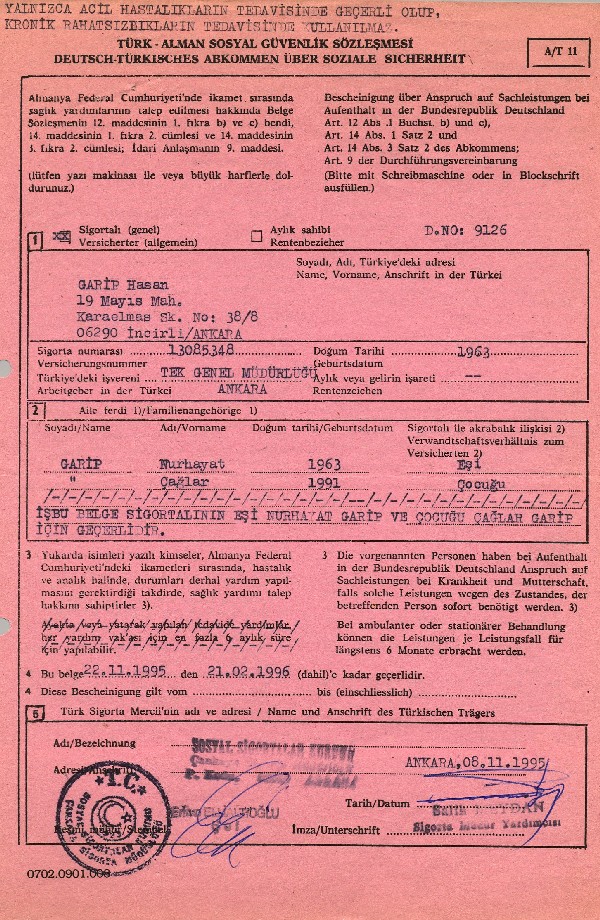 YALNIZCA ACİL HASTALIKLARIN TEDAVİSİNDE GEÇERLİ OLUP,
KRONİK RAHATSIZLIKLARIN TEDAVİSİNDE KULLANILMAZ.
TÜRK - ALMAN SOSYAL GÜVENLİK SÖZLEŞMESİ
DEUTSCH-TÜRKISCHES ABKOMMEN ÜBER SOZIALE SICHERHEIT
A/T 11
Almanya Federal Cumhuriyeti'nde ikamet sırasında
sağlık yardımlarının talep edilmesi hakkında Belge
Sözleşmenin 12. maddesinin 1. fıkra b) ve c) bendi,
14. maddesinin 1. fıkra 2. cümlesi ve 14. maddesinin
3. fıkra 2. cümlesi; İdari Anlaşmanın 9. maddesi.
(lütfen yazı makinası ile veya büyük harflerle dol-
durunuz.)
Bescheinigung über Anspruch auf Sachleistungen bei
Aufenthalt in der Bundesrepublik Deutschland
Art. 12 Abs .1 Buchst. b) und c),
Art. 14 Abs. 1 Satz 2 und
Art. 14 Abs. 3 Satz 2 des Abkommens;
Art. 9 der Durchführungsvereinbarung
(Bitte mit Schreibmaschine oder in Blockschrift
ausfüllen.)
1 xx Sigortalı (genel)
Versicherter (allgemein)
Aylık sahibi
Rentenbezieher
D.NO: 9126
Soyadı, Adı, Türkiye'deki adresi
Name, Vorname, Anschrift in der Türkei
GARİP Hasan
19 Mayıs Mah.
Karaelmas Sk. No: 38/8
06290 İncirli/ANKARA
Sigorta numarası 13085348 Doğum Tarihi 1963
Versicherungsnummer Geburtsdatum
Türkiye'deki işvereni TEK GENEL MÜDÜRLÜĞÜ Aylık veya gelirin işareti --
Arbeitgeber in der Türkei ANKARA Rentenzeichen
2 Aile ferdi 1)/Familienangehörige 1)
Soyadı/Name Adı/Vorname Doğum tarihi/Geburtsdatum Sigortalı ile akrabalık ilişkisi 2)
Verwandtschaftsverhältnis zum
Versicherten 2)
GARİP Nurhayat 1963 Eşi
" Çağlar 1991 Çocuğu
/-/-/-/-/-/-/-/-/-/-/-/-/-/-/-/-/-/-/-/--/-/-/-/-/-/-/-/-/-/-/-/
İŞBU BELGE SİGORTALININ EŞİ NURHAYAT GARİP VE ÇOCUĞU ÇAĞLAR GARİP
İÇİN GEÇERLİDİR.
3 Yukarda isimleri yazılı kimseler, Almanya Federal
Cumhuriyeti'ndeki ikametleri sırasında, hastalık
ve analık halinde, durumları derhal yardım yapıl-
masını gerektirdiği takdirde, sağlık yardımı talep
hakkına sahiptirler 3).
Ayakta veya yatarak yapılan tedavide yardımlar
her yardım vak'ası için en fazla 6 aylık süre
için yapılabilir.
3 Die vorgenannten Personen haben bei Aufenthalt
in der Bundesrepublik Deutschland Anspruch auf
Sachleistungen bei Krankheit und Mutterschaft,
falls solche Leistungen wegen des Zustandes, der
betreffenden Person sofort benötigt werden. 3)
Bei ambulanter oder stationärer Behandlung
können die Leistungen je Leistungsfall für
längstens 6 Monate erbracht werden.
4 Bu belge 22.11.1995 den 21.02.1996 (dahil)'e kadar geçerlidir.
4 Diese Bescheinigung gilt vom bis (einschliesslich)
5 Türk Sigorta Mercii'nin adı ve adresi / Name und Anschrift des Türkischen Trägers
Adı/Bezeichnung
SOSYAL SİGORTALAR KURUMU
ANKARA
Adresi/Anschrift
ANKARA,08.11.1995
T.C.
SOSYAL SİGORTALAR KURUMU
Tarih/Datum
Salih
Sigorta Müdür Yardımcısı
Resmi mühür/Stempel
İmza/Unterschrift
0702.0901.008